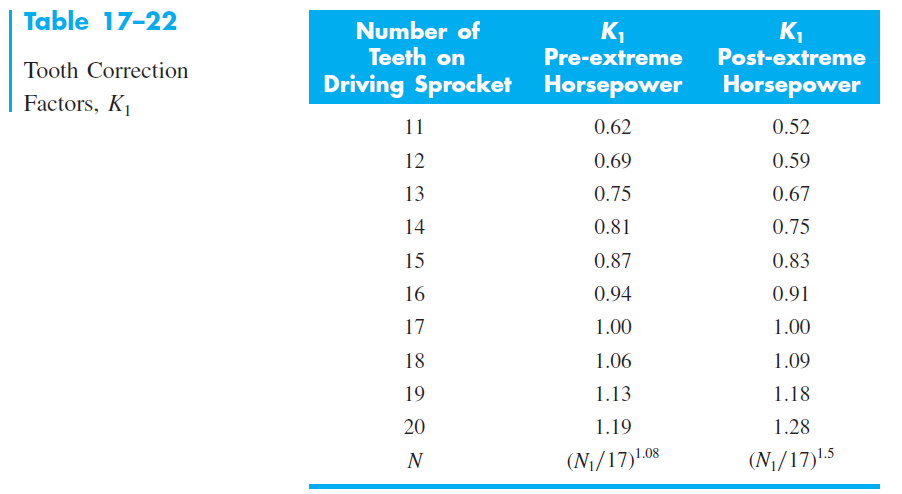 Table 17–22
Tooth Correction
Factors, K₁
Number of Teeth on Driving Sprocket | K₁ Pre-extreme Horsepower | K₁ Post-extreme Horsepower
11 0.62 0.52
12 0.69 0.59
13 0.75 0.67
14 0.81 0.75
15 0.87 0.83
16 0.94 0.91
17 1.00 1.00
18 1.06 1.09
19 1.13 1.18
20 1.19 1.28
N (N₁/17)¹·⁰⁸ (N₁/17)¹·⁵